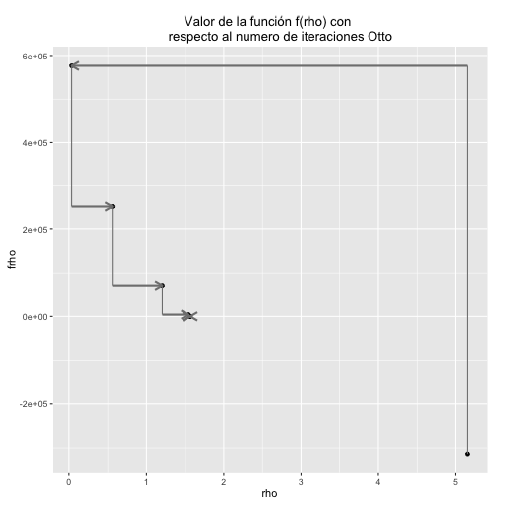 Valor de la función f(rho) con
respecto al numero de iteraciones Otto
6e+06
4e+05
2e+05
0e+00
-2e+05
frho
0
1
2
3
4
5
rho